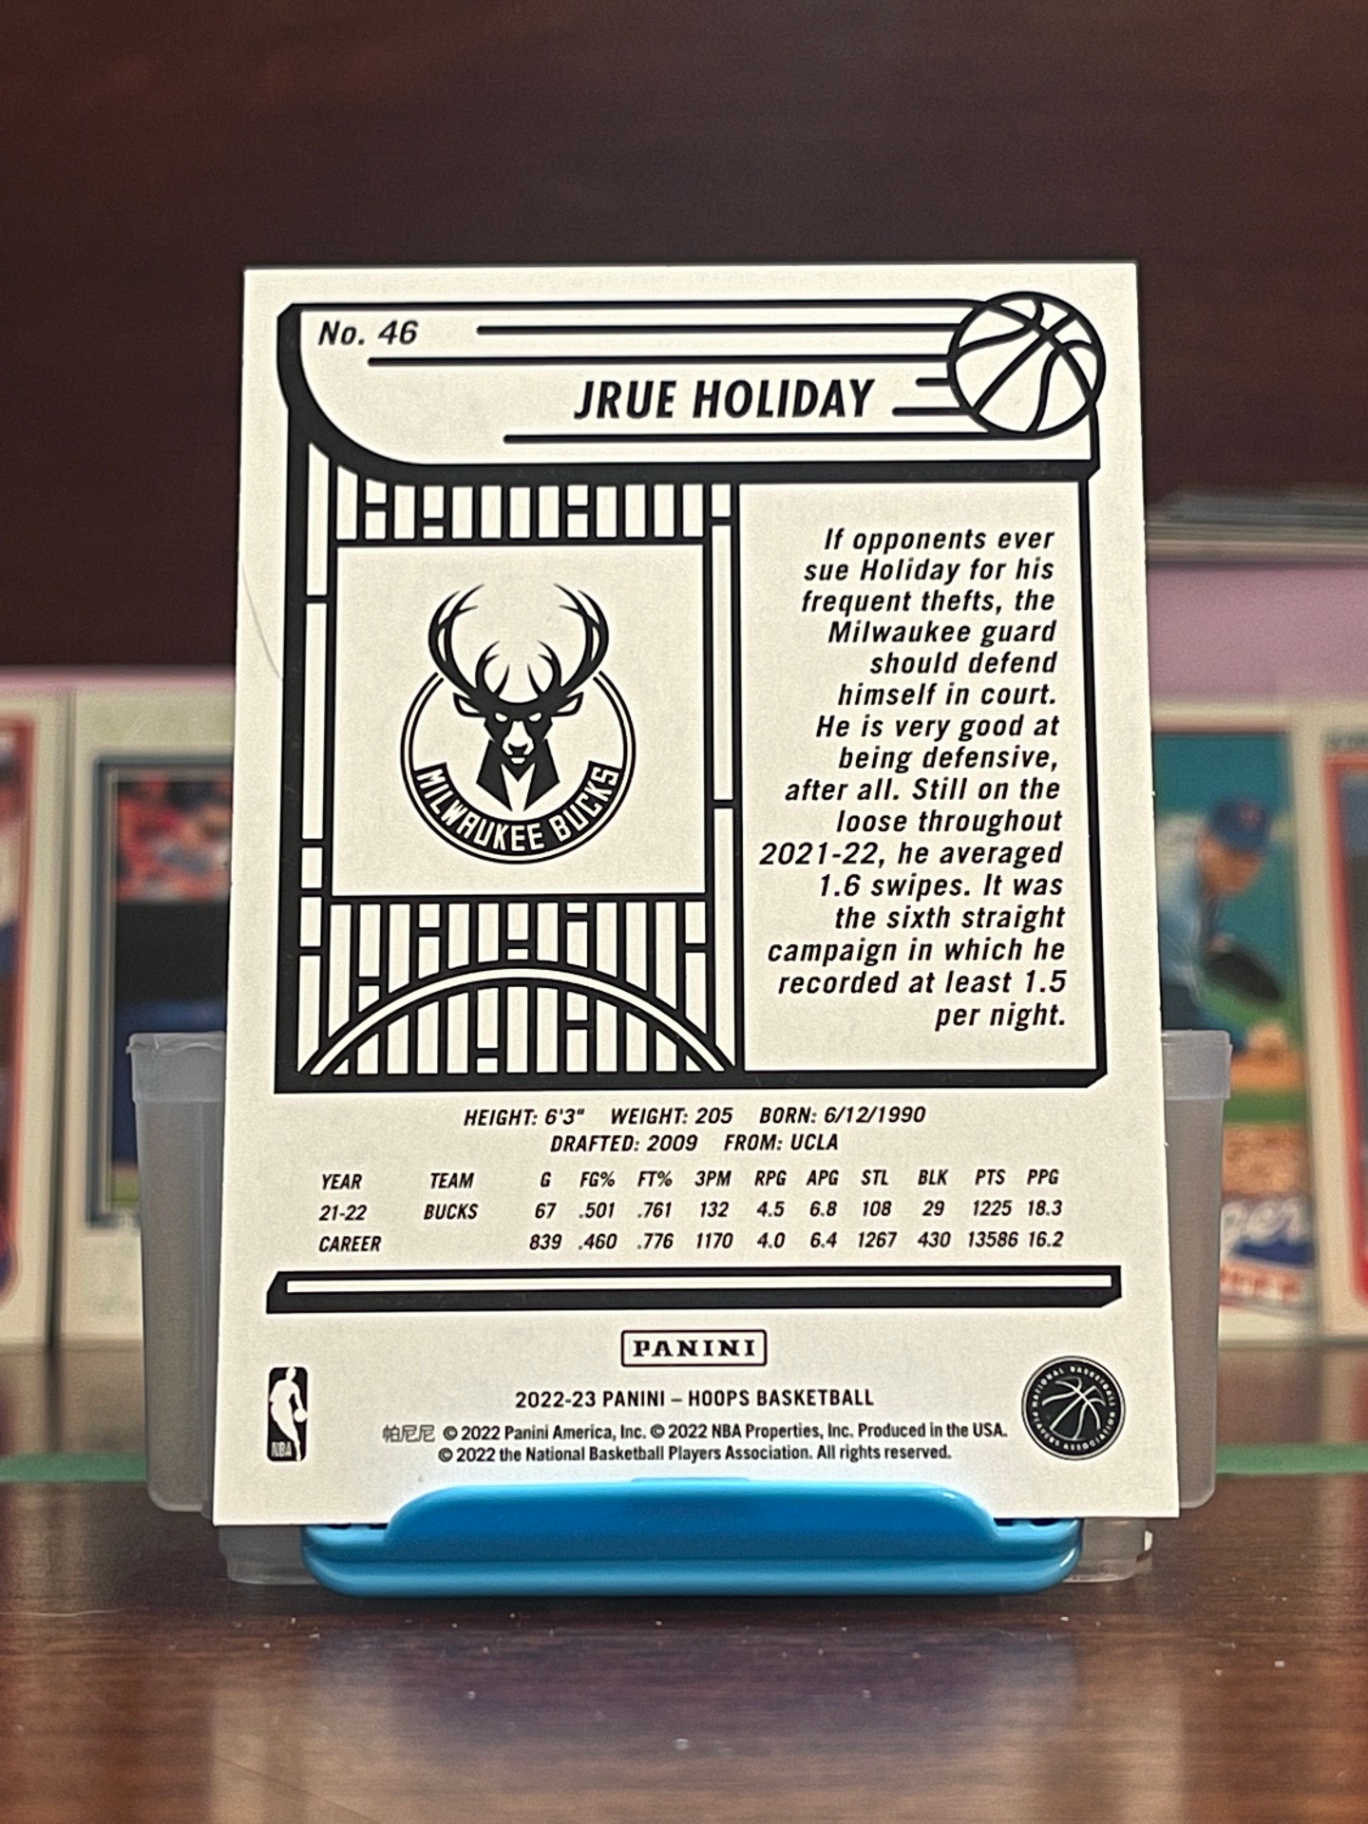 No. 46
JRUE HOLIDAY
If opponents ever
sue Holiday for his
frequent thefts, the
Milwaukee guard
should defend
himself in court.
He is very good at
being defensive,
after all. Still on the
loose throughout
2021-22, he averaged
1.6 swipes. It was
the sixth straight
campaign in which he
recorded at least 1.5
per night.
MILWAUKEE BUCKS
HEIGHT: 6'3" WEIGHT: 205 BORN: 6/12/1990
DRAFTED: 2009 FROM: UCLA
YEAR TEAM G FG% FT% 3PM RPG APG STL BLK PTS PPG
21-22 BUCKS 67 .501 .761 132 4.5 6.8 108 29 1225 18.3
CAREER 839 .460 .776 1170 4.0 6.4 1267 430 13586 16.2
PANINI
2022-23 PANINI – HOOPS BASKETBALL
帕尼尼 © 2022 Panini America, Inc. © 2022 NBA Properties, Inc. Produced in the USA.
© 2022 the National Basketball Players Association. All rights reserved.
NBA
NATIONAL BASKETBALL PLAYERS ASSOCIATION